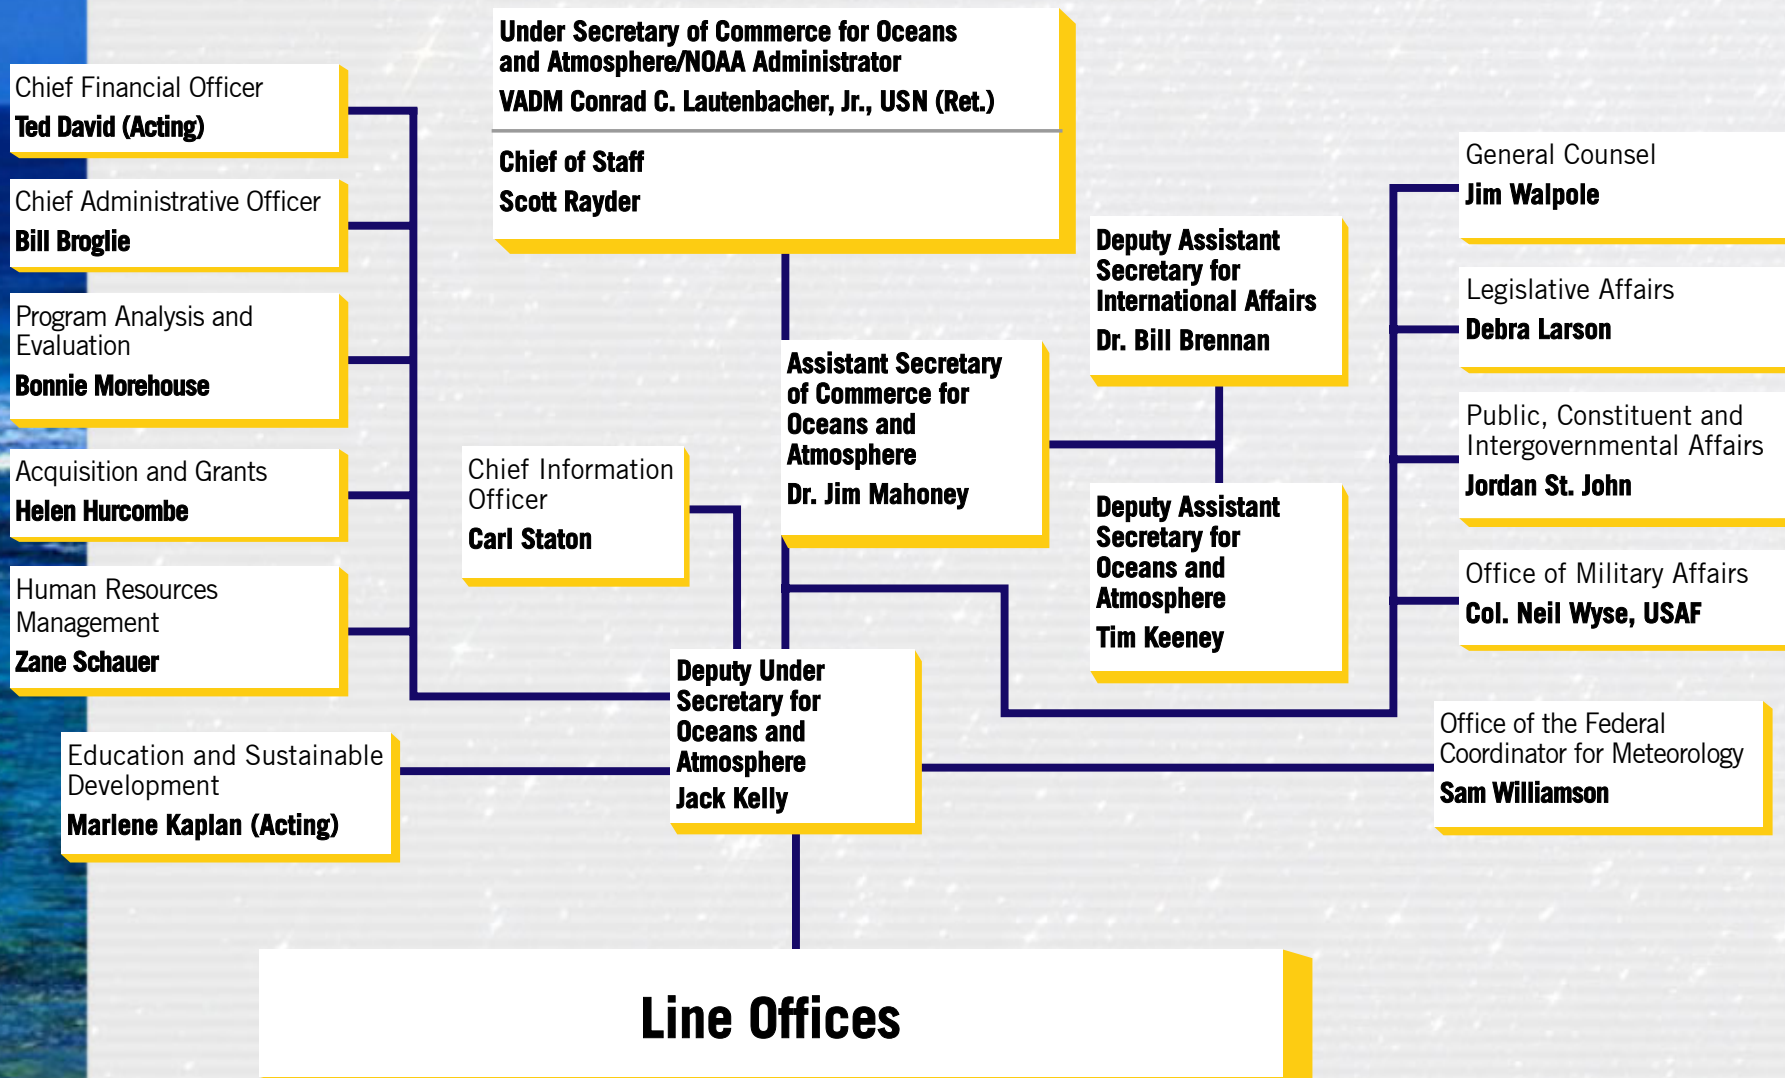 Under Secretary of Commerce for Oceans
and Atmosphere/NOAA Administrator
VADM Conrad C. Lautenbacher, Jr., USN (Ret.)
Chief of Staff
Scott Rayder
Chief Financial Officer
Ted David (Acting)
Chief Administrative Officer
Bill Broglie
Program Analysis and
Evaluation
Bonnie Morehouse
Acquisition and Grants
Helen Hurcombe
Human Resources
Management
Zane Schauer
Education and Sustainable
Development
Marlene Kaplan (Acting)
Chief Information
Officer
Carl Staton
Assistant Secretary
of Commerce for
Oceans and
Atmosphere
Dr. Jim Mahoney
Deputy Under
Secretary for
Oceans and
Atmosphere
Jack Kelly
Deputy Assistant
Secretary for
International Affairs
Dr. Bill Brennan
Deputy Assistant
Secretary for
Oceans and
Atmosphere
Tim Keeney
General Counsel
Jim Walpole
Legislative Affairs
Debra Larson
Public, Constituent and
Intergovernmental Affairs
Jordan St. John
Office of Military Affairs
Col. Neil Wyse, USAF
Office of the Federal
Coordinator for Meteorology
Sam Williamson
Line Offices